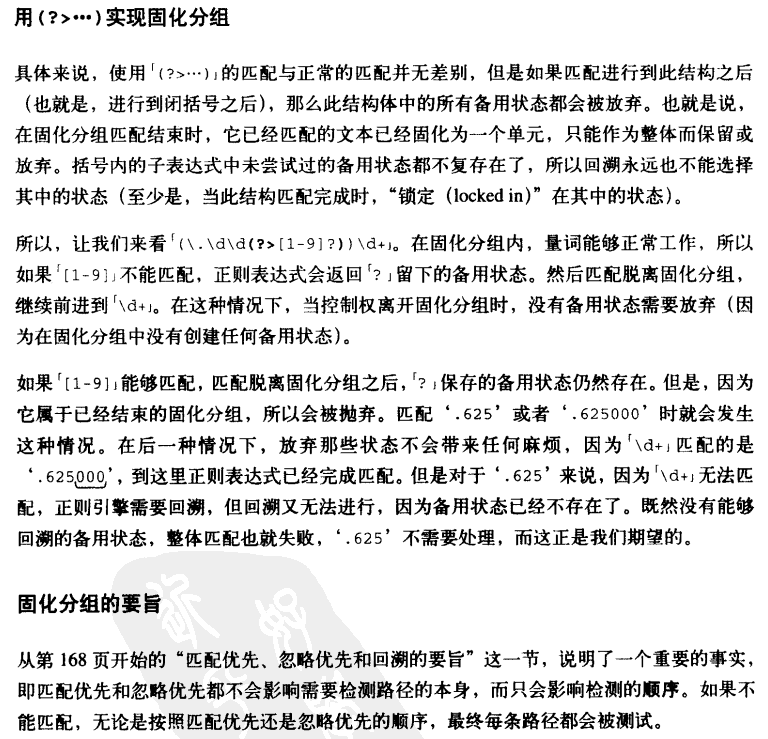 用(?>…)实现固化分组
具体来说，使用「(?>…)」的匹配与正常的匹配并无差别，但是如果匹配进行到此结构之后
（也就是，进行到闭括号之后），那么此结构体中的所有备用状态都会被放弃。也就是说，
在固化分组匹配结束时，它已经匹配的文本已经固化为一个单元，只能作为整体而保留或
放弃。括号内的子表达式中未尝试过的备用状态都不复存在了，所以回溯永远也不能选择
其中的状态（至少是，当此结构匹配完成时，“锁定（locked in）”在其中的状态）。
所以，让我们来看「(\.\d\d(?>[1-9]?))\d+」。在固化分组内，量词能够正常工作，所以
如果「[1-9]」不能匹配，正则表达式会返回「?」留下的备用状态。然后匹配脱离固化分组，
继续前进到「\d+」。在这种情况下，当控制权离开固化分组时，没有备用状态需要放弃（因
为在固化分组中没有创建任何备用状态）。
如果「[1-9]」能够匹配，匹配脱离固化分组之后，「?」保存的备用状态仍然存在。但是，因为
它属于已经结束的固化分组，所以会被抛弃。匹配‘.625’或者‘.625000’时就会发生
这种情况。在后一种情况下，放弃那些状态不会带来任何麻烦，因为「\d+」匹配的是
‘.625000’，到这里正则表达式已经完成匹配。但是对于‘.625’来说，因为「\d+」无法匹
配，正则引擎需要回溯，但回溯又无法进行，因为备用状态已经不存在了。既然没有能够
回溯的备用状态，整体匹配也就失败，‘.625’不需要处理，而这正是我们期望的。
固化分组的要旨
从第 168 页开始的“匹配优先、忽略优先和回溯的要旨”这一节，说明了一个重要的事实，
即匹配优先和忽略优先都不会影响需要检测路径的本身，而只会影响检测的顺序。如果不
能匹配，无论是按照匹配优先还是忽略优先的顺序，最终每条路径都会被测试。